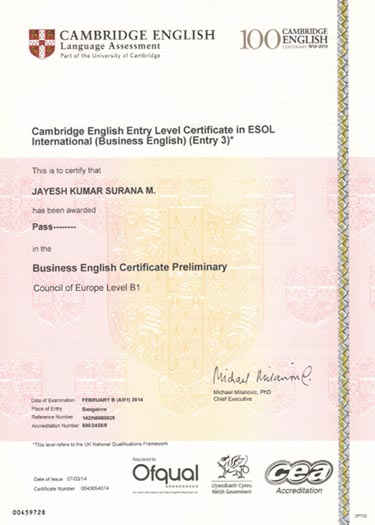 CAMBRIDGE ENGLISH
Language Assessment
Part of the University of Cambridge
100 CAMBRIDGE
ENGLISH
CENTENARY 1913–2013
Cambridge English Entry Level Certificate in ESOL
International (Business English) (Entry 3)*
This is to certify that
JAYESH KUMAR SURANA M.
has been awarded
Pass--------
in the
Business English Certificate Preliminary
Council of Europe Level B1
Michael Milanovic
Michael Milanovic, PhD
Chief Executive
Date of Examination FEBRUARY B (AM1) 2014
Place of Entry Bangalore
Reference Number
Accreditation Number 500/2426/8
*This level refers to the UK National Qualifications Framework
Regulated by
Ofqual
Llywodraeth Cymru
Welsh Government
cea
Accreditation
Date of Issue 07/03/14
Certificate Number 0043654074
00459728